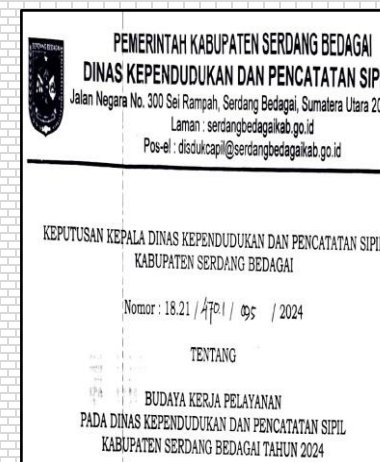 PEMERINTAH KABUPATEN SERDANG BEDAGAI
DINAS KEPENDUDUKAN DAN PENCATATAN SIP
Jalan Negara No. 300 Sei Rampah, Serdang Bedagai, Sumatera Utara 20
Laman : serdangbedagaikab.go.id
Pos-el : disdukcapil@serdangbedagaikab.go.id
KEPUTUSAN KEPALA DINAS KEPENDUDUKAN DAN PENCATATAN SIPIL
KABUPATEN SERDANG BEDAGAI
Nomor : 18.21 / 470.1 / 095 / 2024
TENTANG
BUDAYA KERJA PELAYANAN
PADA DINAS KEPENDUDUKAN DAN PENCATATAN SIPIL
KABUPATEN SERDANG BEDAGAI TAHUN 2024